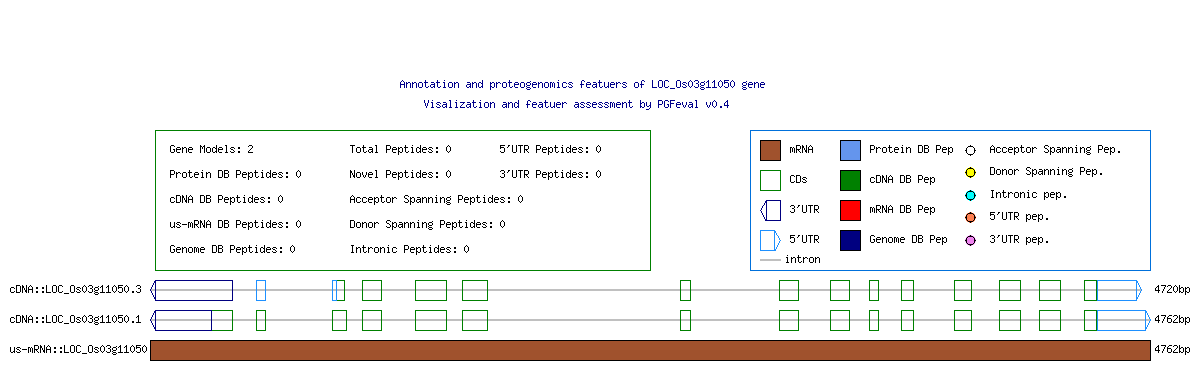 Annotation and proteogenomics featuers of LOC_Os03g11050 gene
Visalization and featuer assessment by PGFeval v0.4
Gene Models: 2 Total Peptides: 0 5'UTR Peptides: 0
Protein DB Peptides: 0 Novel Peptides: 0 3'UTR Peptides: 0
cDNA DB Peptides: 0 Acceptor Spanning Peptides: 0
us-mRNA DB Peptides: 0 Donor Spanning Peptides: 0
Genome DB Peptides: 0 Intronic Peptides: 0
mRNA Protein DB Pep Acceptor Spanning Pep.
CDs cDNA DB Pep Donor Spanning Pep.
3'UTR mRNA DB Pep Intronic pep.
5'UTR Genome DB Pep 5'UTR pep.
intron 3'UTR pep.
cDNA::LOC_Os03g11050.3 4720bp
cDNA::LOC_Os03g11050.1 4762bp
us-mRNA::LOC_Os03g11050 4762bp